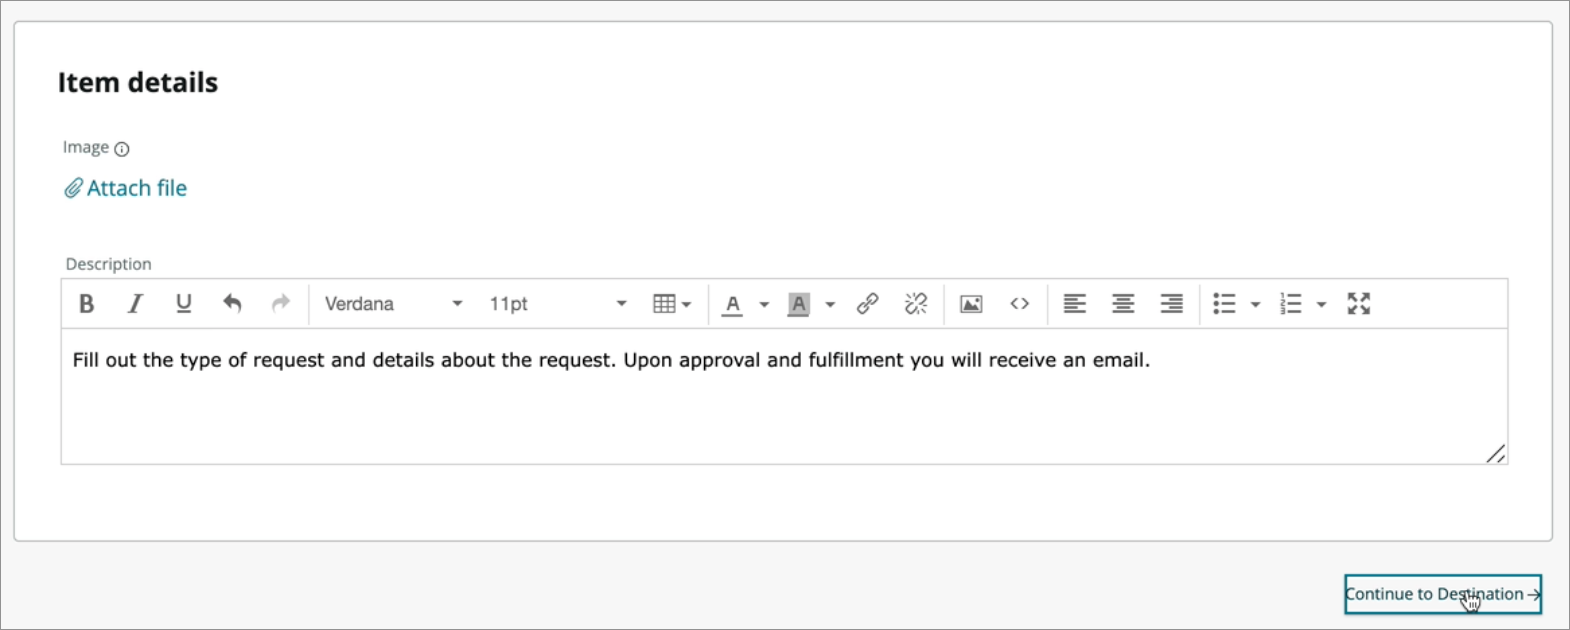 Item details
Image
Attach file
Description
B I U Verdana 11pt A A
Fill out the type of request and details about the request. Upon approval and fulfillment you will receive an email.
Continue to Destination →